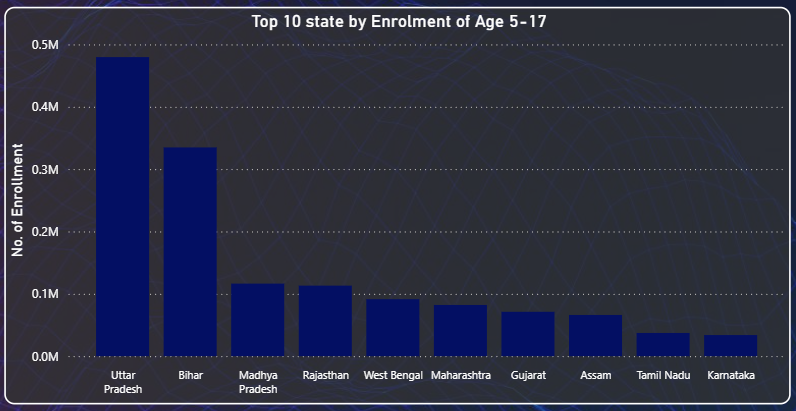 Top 10 state by Enrolment of Age 5-17
No. of Enrollment
0.5M
0.4M
0.3M
0.2M
0.1M
0.0M
Uttar
Pradesh
Bihar
Madhya
Pradesh
Rajasthan
West Bengal
Maharashtra
Gujarat
Assam
Tamil Nadu
Karnataka